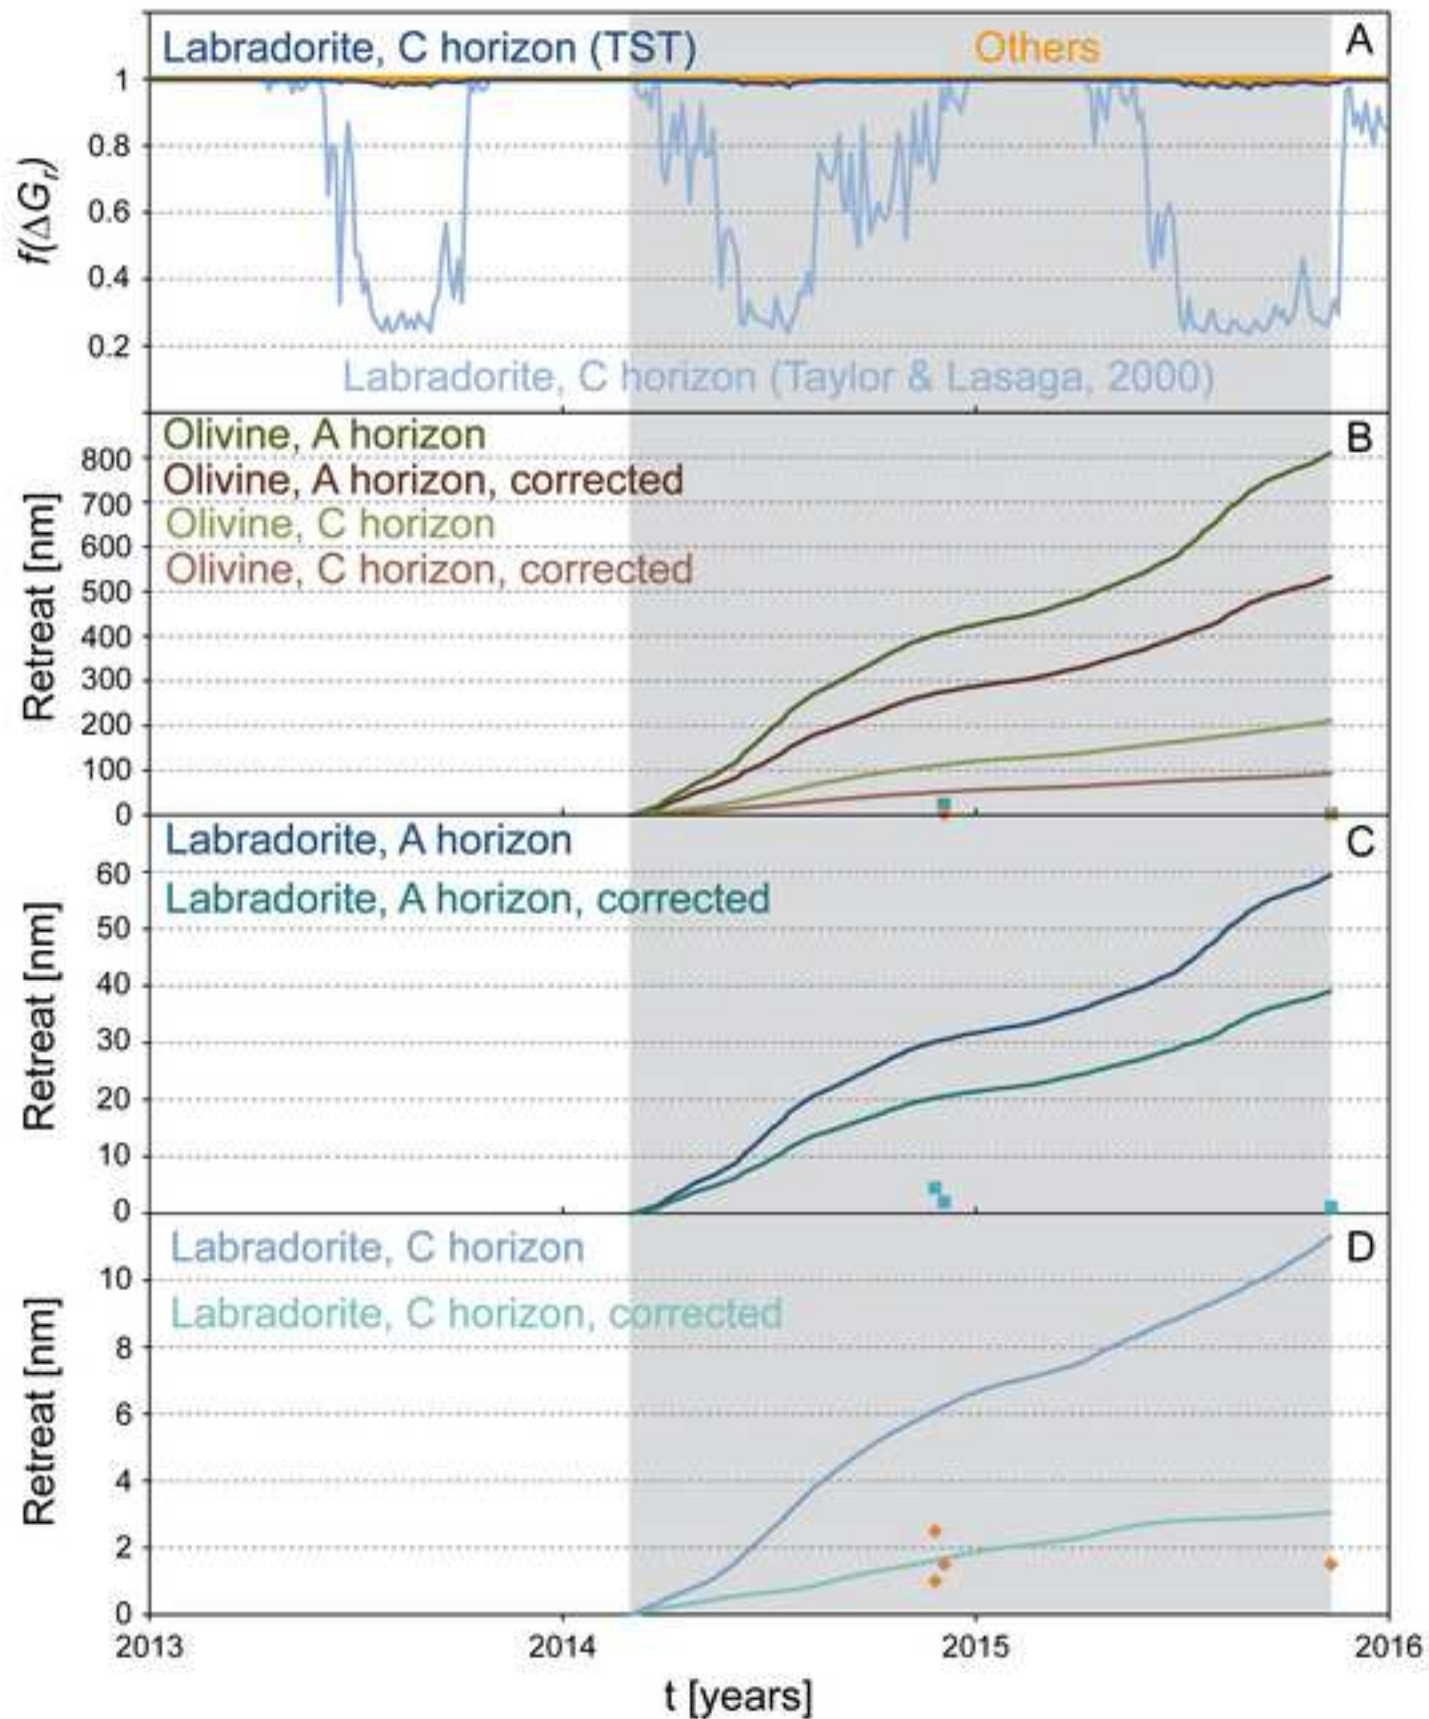 Labradorite, C horizon (TST)
Others
A
1
0.8
0.6
0.4
0.2
f(ΔGr)
Labradorite, C horizon (Taylor & Lasaga, 2000)
Olivine, A horizon
B
Olivine, A horizon, corrected
Olivine, C horizon
Olivine, C horizon, corrected
800
700
600
500
400
300
200
100
0
Retreat [nm]
Labradorite, A horizon
C
Labradorite, A horizon, corrected
60
50
40
30
20
10
0
Retreat [nm]
Labradorite, C horizon
D
Labradorite, C horizon, corrected
10
8
6
4
2
0
Retreat [nm]
2013
2014
2015
2016
t [years]